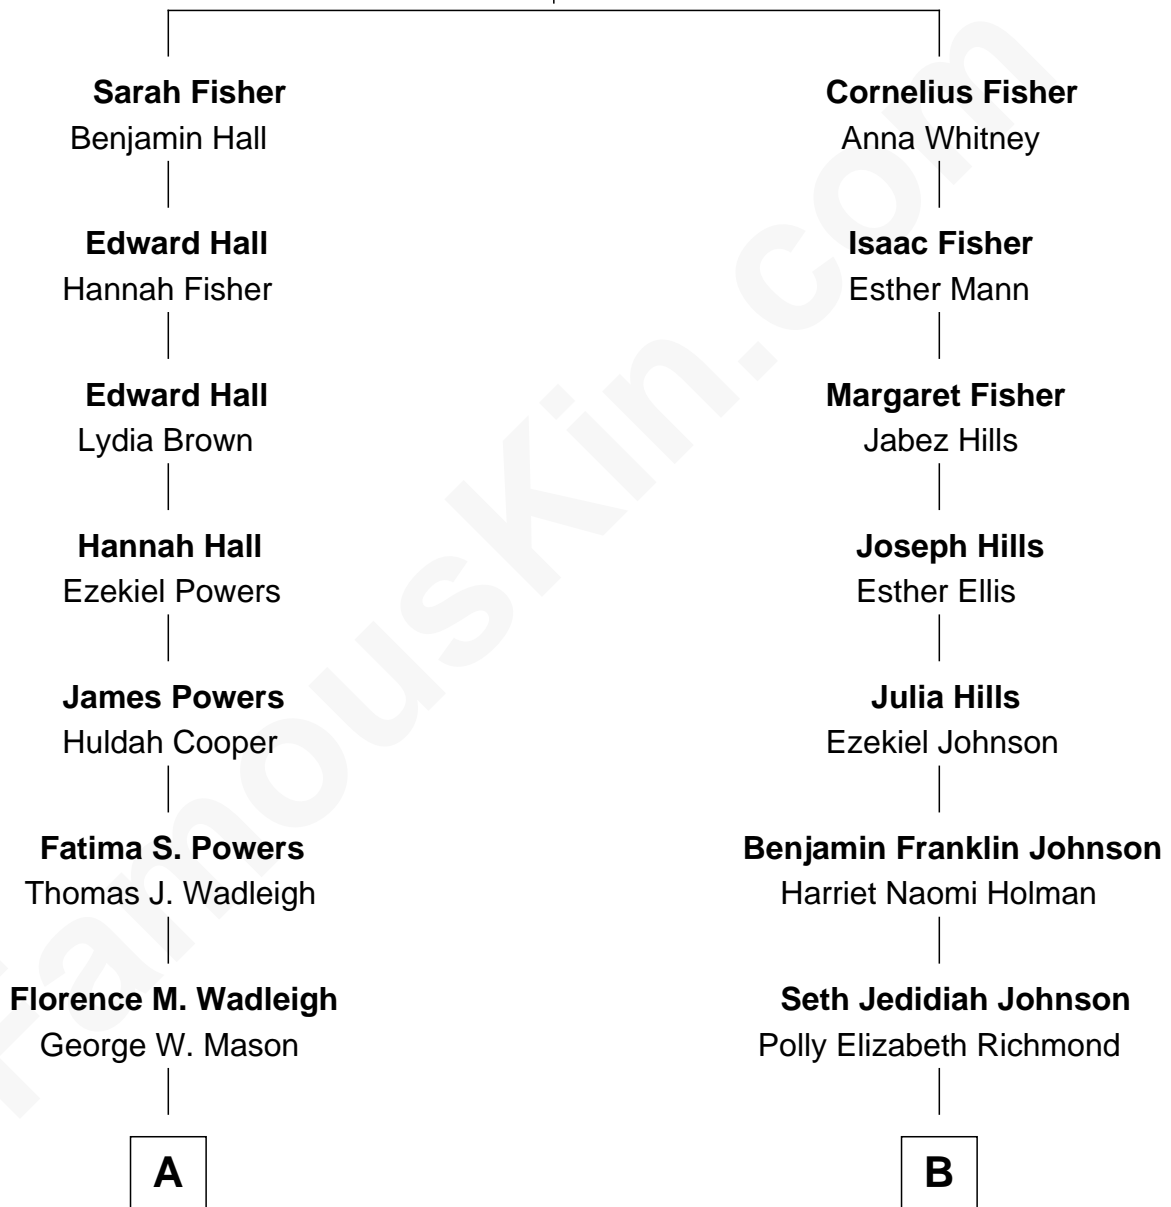 Sarah Fisher
Benjamin Hall
Edward Hall
Hannah Fisher
Edward Hall
Lydia Brown
Hannah Hall
Ezekiel Powers
James Powers
Huldah Cooper
Fatima S. Powers
Thomas J. Wadleigh
Florence M. Wadleigh
George W. Mason
A
Cornelius Fisher
Anna Whitney
Isaac Fisher
Esther Mann
Margaret Fisher
Jabez Hills
Joseph Hills
Esther Ellis
Julia Hills
Ezekiel Johnson
Benjamin Franklin Johnson
Harriet Naomi Holman
Seth Jedidiah Johnson
Polly Elizabeth Richmond
B
FamousKin.com